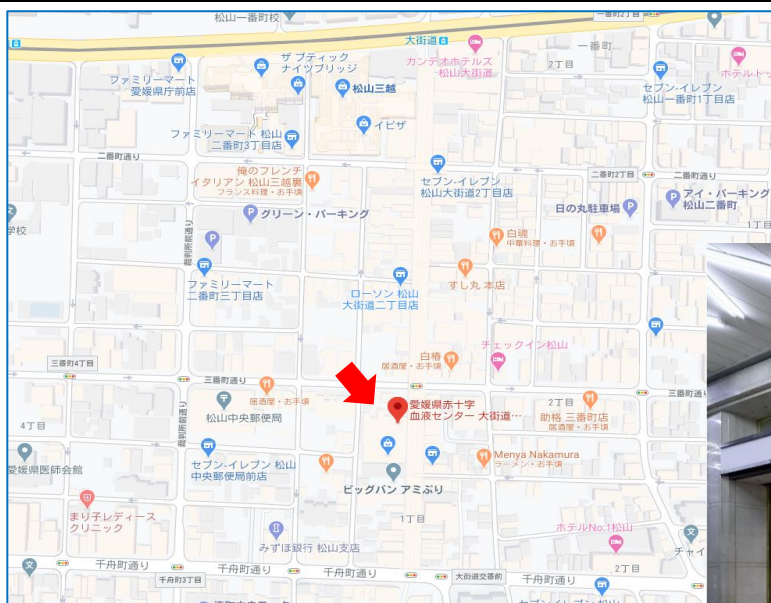 松山一番町校
一番町2丁目
大街道
ザ ブティック
ナイツブリッジ
カンデオホテルズ
松山大街道
一番町
2丁目
ファミリーマート
愛媛県庁前店
松山三越
セブン-イレブン
松山一番町1丁目店
ホテルトッ
イビザ
ファミリーマート 松山
二番町3丁目店
二番町通り
俺のフレンチ
イタリアン 松山三越裏
フランス料理・お手頃
セブン-イレブン
松山大街道2丁目店
二番町2丁目
二番町通り
グリーン・パーキング
日の丸駐車場
アイ・パーキング
松山二番町
学校
1丁目
裁判所前通り
白魂
中華料理・お手頃
すし丸 本店
ファミリーマート
二番町三丁目店
ローソン 松山
大街道二丁目店
白椿
居酒屋・お手頃
チェックイン松山
三番町4丁目
三番町通り
三番町通り
居酒屋・お手頃
松山中央郵便局
愛媛県赤十字
血液センター 大街道…
2丁目
助格 三番町店
居酒屋・お手頃
4丁目
裁判所前通り
愛媛県医師会館
セブン-イレブン 松山
中央郵便局前店
Menya Nakamura
ラーメン・お手頃
ビッグバン アミぶり
まり子レディース
クリニック
1丁目
みずほ銀行 松山支店
ホテルNo.1松山
チャイ
千舟町通り
千舟町通り
千舟町通り
2丁目
千舟町3丁目
大街道交番前
千舟町通り